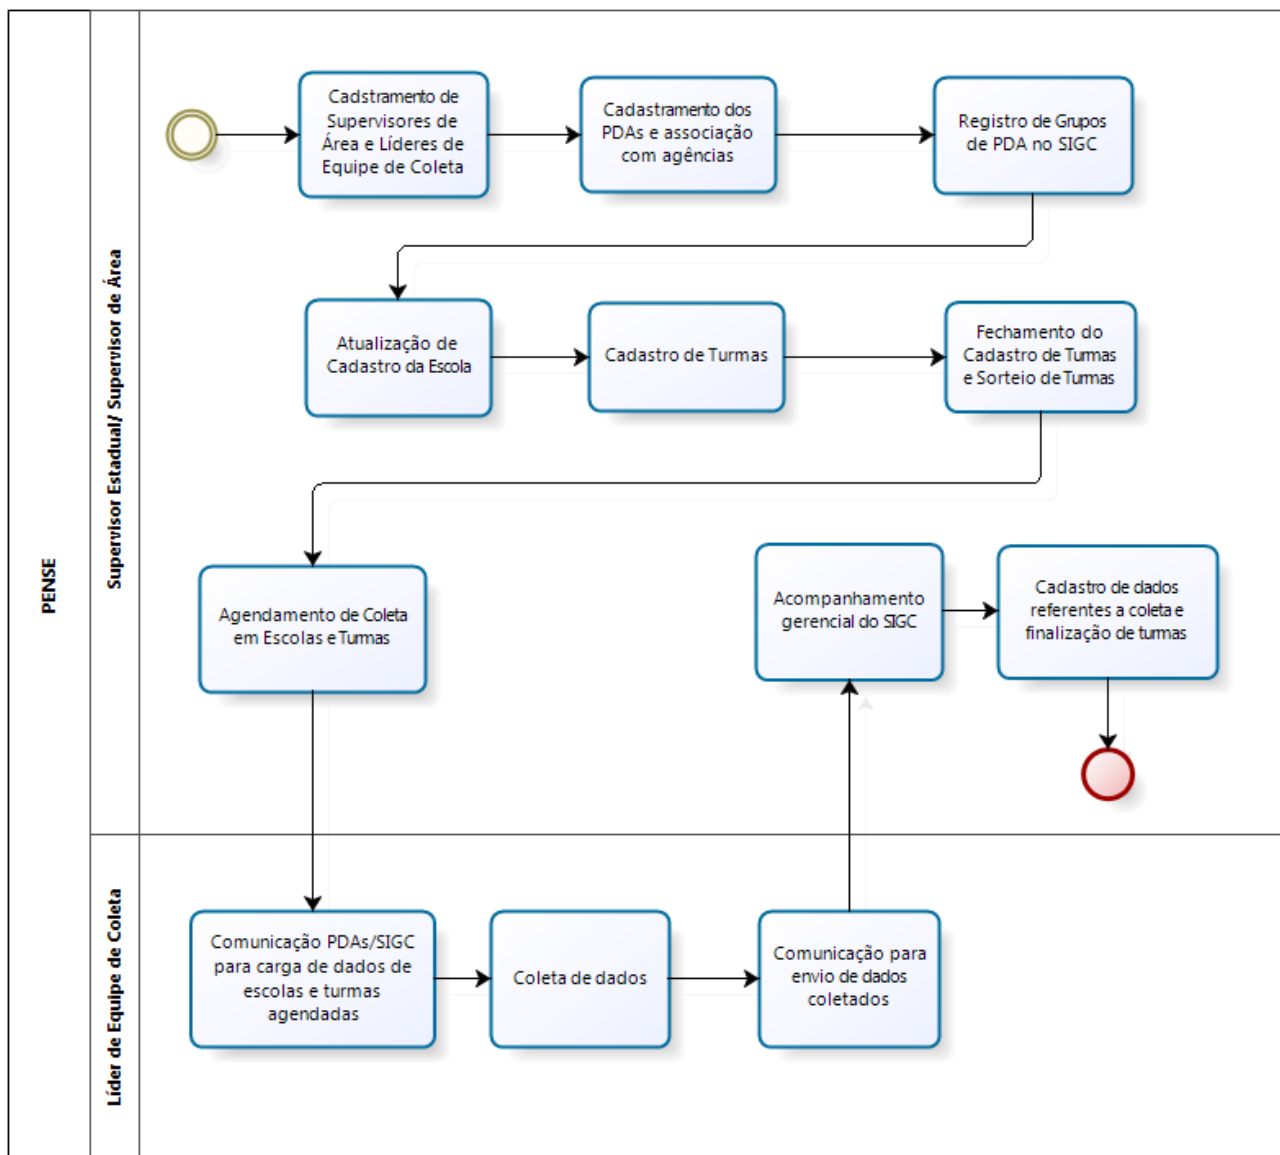 PENSE
Supervisor Estadual/ Supervisor de Área
Cadstramento de
Supervisores de
Área e Líderes de
Equipe de Coleta
Cadastramento dos
PDAs e associação
com agências
Registro de Grupos
de PDA no SIGC
Atualização de
Cadastro da Escola
Cadastro de Turmas
Fechamento do
Cadastro de Turmas
e Sorteio de Turmas
Agendamento de Coleta
em Escolas e Turmas
Acompanhamento
gerencial do SIGC
Cadastro de dados
referentes a coleta e
finalização de turmas
Líder de Equipe de Coleta
Comunicação PDAs/SIGC
para carga de dados de
escolas e turmas
agendadas
Coleta de dados
Comunicação para
envio de dados
coletados